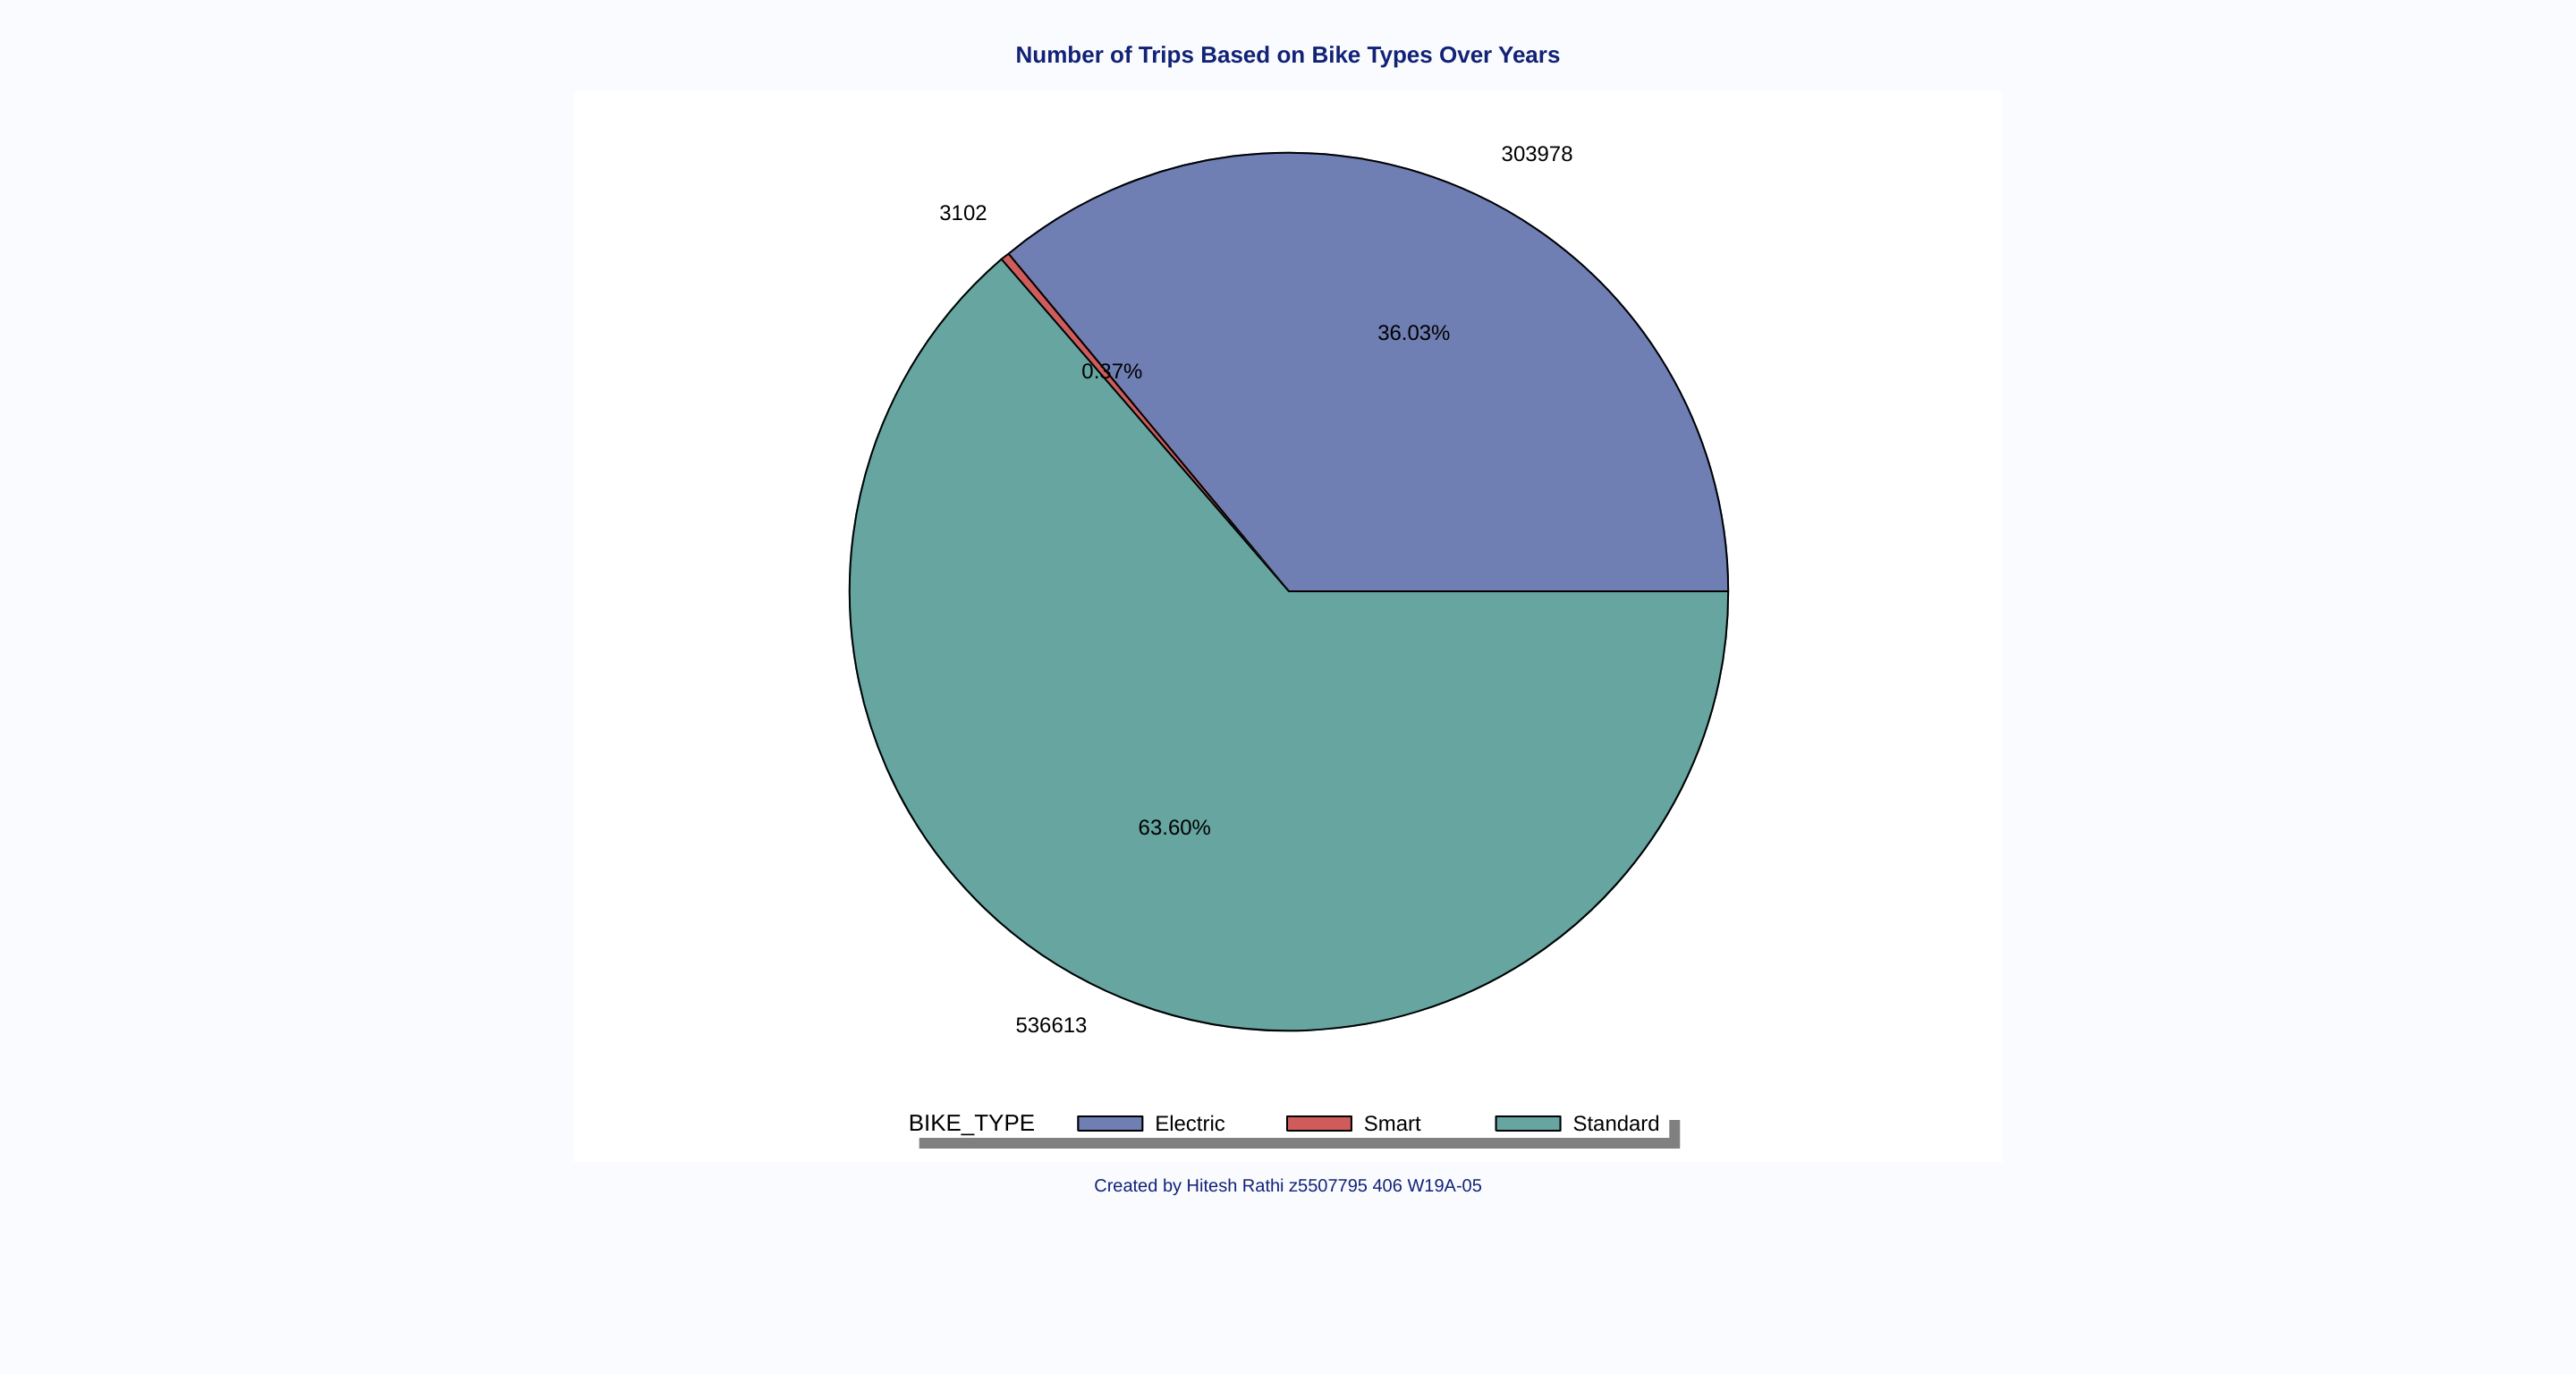 Number of Trips Based on Bike Types Over Years
303978
3102
36.03%
0.37%
63.60%
536613
BIKE_TYPE Electric Smart Standard
Created by Hitesh Rathi z5507795 406 W19A-05